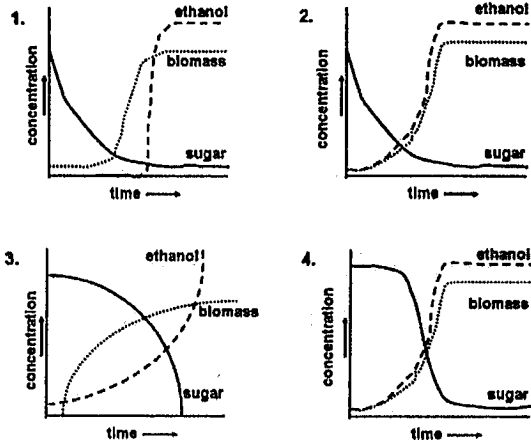 1.
ethanol
biomass
sugar
concentration
time
2.
ethanol
biomass
sugar
concentration
time
3.
ethanol
biomass
sugar
concentration
time
4.
ethanol
biomass
sugar
concentration
time